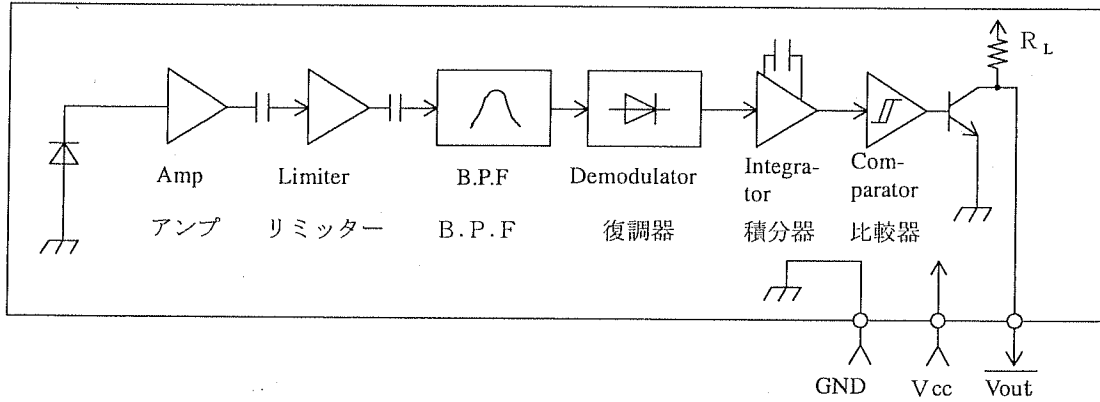 R L
Amp
Limiter
B.P.F
Demodulator
Integra-
tor
Com-
parator
アンプ
リミッター
B.P.F
復調器
積分器
比較器
GND
Vcc
Vout